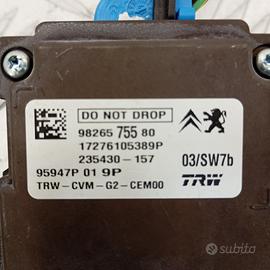 DO NOT DROP
98265 755 80
17276105389P
235430-157
03/SW7b
95947P 01 9P
TRW-CVM-G2-CEM00
TRW
subito